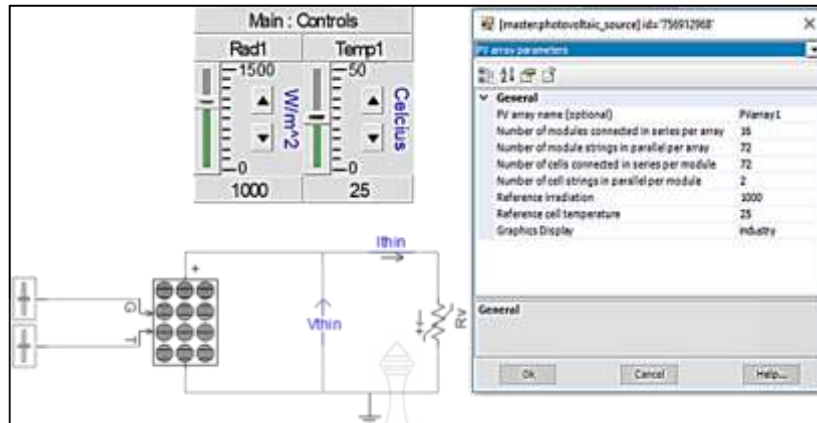 Main : Controls
Rad1
Temp1
1500
50
W/m^2
Celcius
0
0
1000
25
[master:photovoltaic_source] id='756912968'
PV array parameters
General
PV array name (optional) PVarray1
Number of modules connected in series per array 16
Number of module strings in parallel per array 72
Number of cells connected in series per module 72
Number of cell strings in parallel per module 2
Reference irradiation 1000
Reference cell temperature 25
Graphics Display industry
Ithin
+
G
T
Vthin
+
Rv
General
Ok
Cancel
Help...